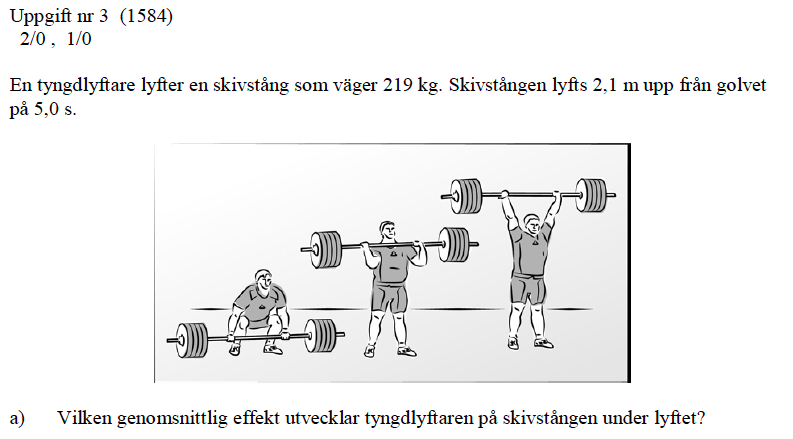 Uppgift nr 3 (1584)
2/0 , 1/0
En tyngdlyftare lyfter en skivstång som väger 219 kg. Skivstången lyfts 2,1 m upp från golvet
på 5,0 s.
a) Vilken genomsnittlig effekt utvecklar tyngdlyftaren på skivstången under lyftet?